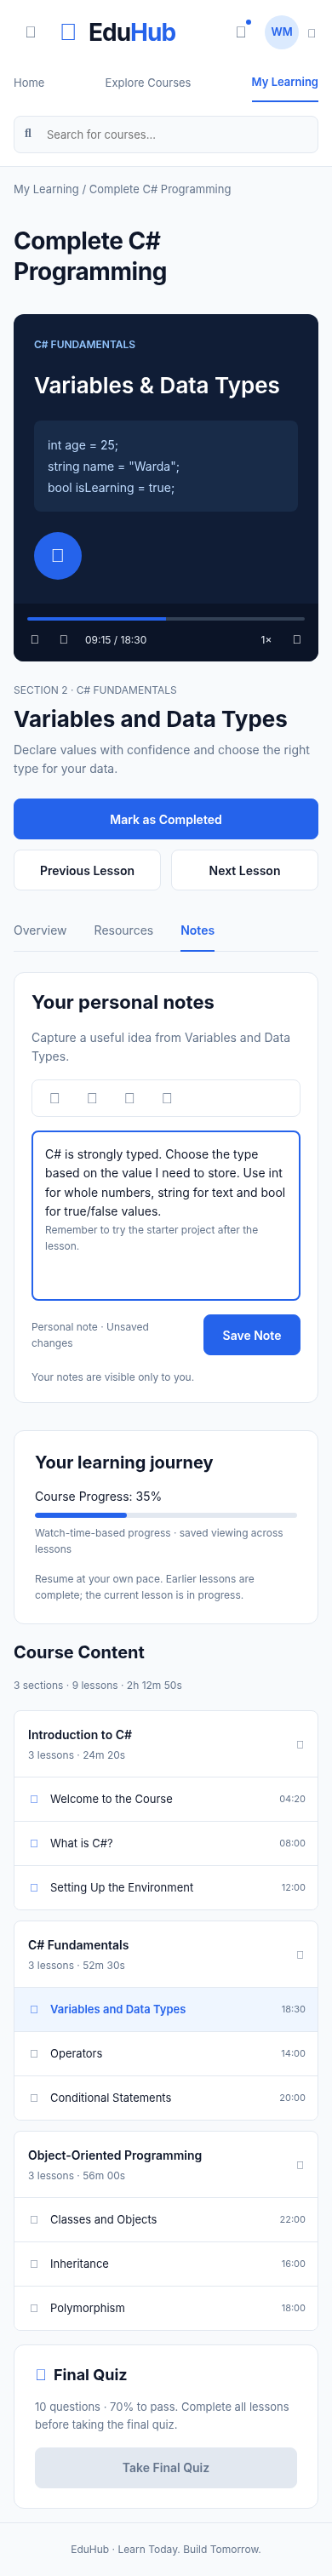 EduHub
WM
Home
Explore Courses
My Learning
Search for courses...
My Learning / Complete C# Programming
Complete C#
Programming
C# FUNDAMENTALS
Variables & Data Types
int age = 25;
string name = "Warda";
bool isLearning = true;
09:15 / 18:30
1×
SECTION 2 · C# FUNDAMENTALS
Variables and Data Types
Declare values with confidence and choose the right
type for your data.
Mark as Completed
Previous Lesson
Next Lesson
Overview
Resources
Notes
Your personal notes
Capture a useful idea from Variables and Data
Types.
C# is strongly typed. Choose the type
based on the value I need to store. Use int
for whole numbers, string for text and bool
for true/false values.
Remember to try the starter project after the
lesson.
Personal note · Unsaved
changes
Save Note
Your notes are visible only to you.
Your learning journey
Course Progress: 35%
Watch-time-based progress · saved viewing across
lessons
Resume at your own pace. Earlier lessons are
complete; the current lesson is in progress.
Course Content
3 sections · 9 lessons · 2h 12m 50s
Introduction to C#
3 lessons · 24m 20s
Welcome to the Course 04:20
What is C#? 08:00
Setting Up the Environment 12:00
C# Fundamentals
3 lessons · 52m 30s
Variables and Data Types 18:30
Operators 14:00
Conditional Statements 20:00
Object-Oriented Programming
3 lessons · 56m 00s
Classes and Objects 22:00
Inheritance 16:00
Polymorphism 18:00
Final Quiz
10 questions · 70% to pass. Complete all lessons
before taking the final quiz.
Take Final Quiz
EduHub · Learn Today. Build Tomorrow.